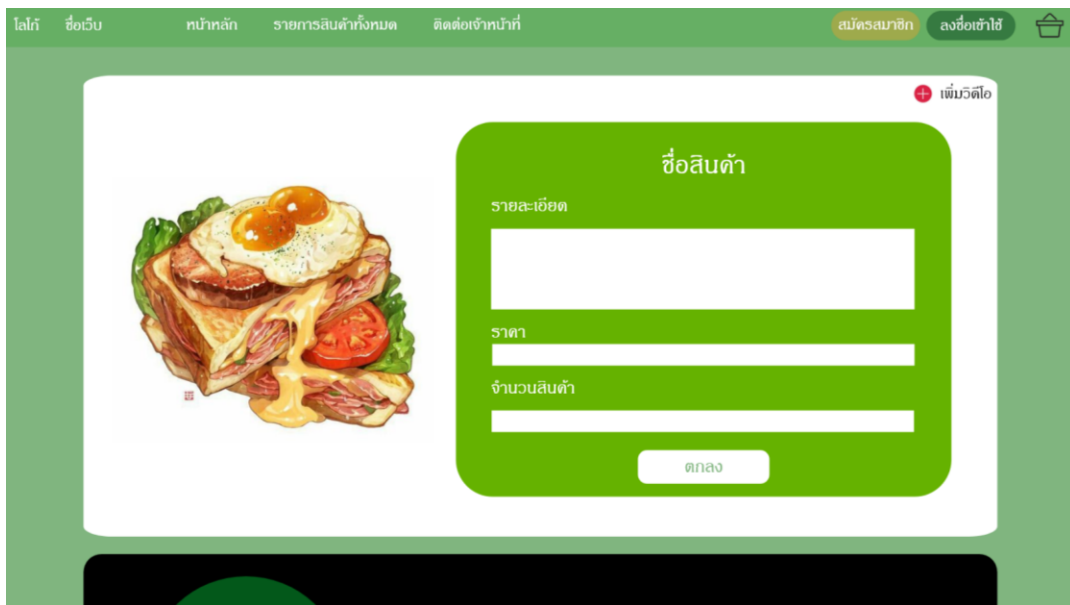 โลโก้ ชื่อเว็บ หน้าหลัก รายการสินค้าทั้งหมด ติดต่อเจ้าหน้าที่ สมัครสมาชิก ลงชื่อเข้าใช้
เพิ่มวิดีโอ
ชื่อสินค้า
รายละเอียด
ราคา
จำนวนสินค้า
ตกลง